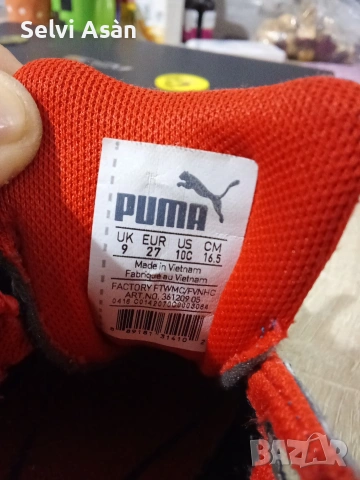 Selvi Asàn
PUMA
UK EUR US CM
9 27 10C 16.5
Made in Vietnam
Fabriqué au Vietnam
FACTORY FTWMC/FVNHC
ART.NO. 361209 05
BAZAR